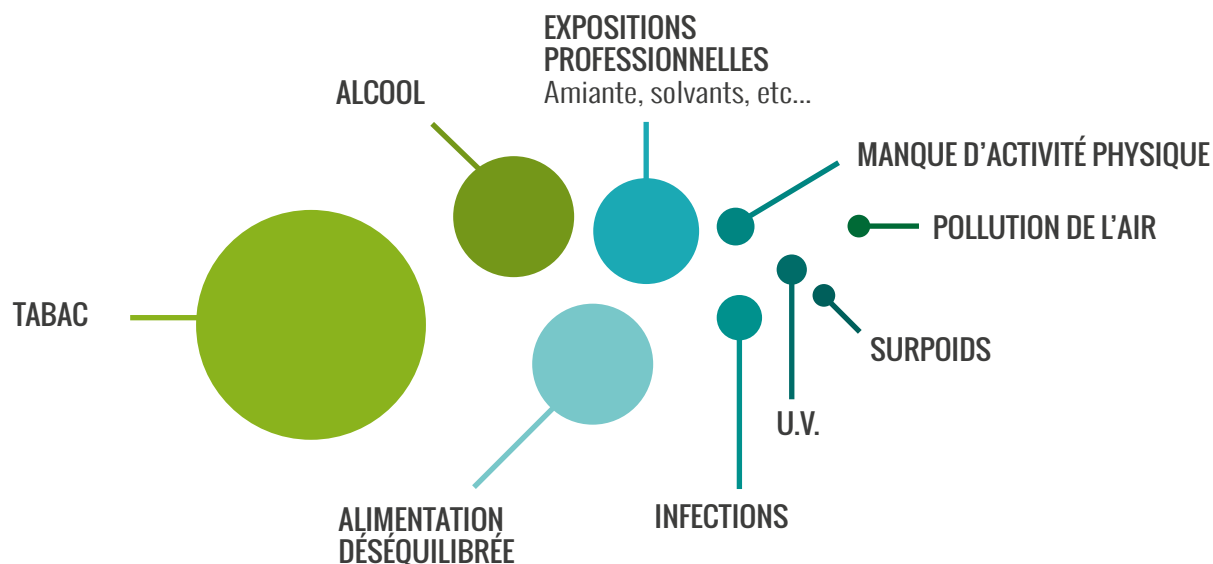 EXPOSITIONS
PROFESSIONNELLES
Amiante, solvants, etc...
ALCOOL
MANQUE D'ACTIVITÉ PHYSIQUE
POLLUTION DE L'AIR
TABAC
SURPOIDS
U.V.
INFECTIONS
ALIMENTATION
DÉSÉQUILIBRÉE